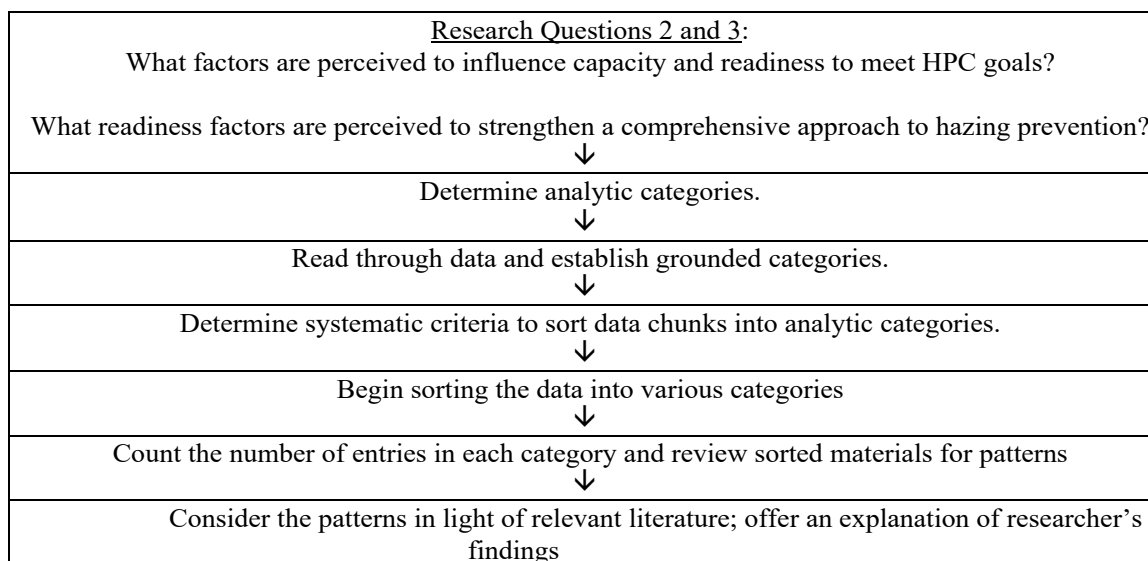 Research Questions 2 and 3:
What factors are perceived to influence capacity and readiness to meet HPC goals?
What readiness factors are perceived to strengthen a comprehensive approach to hazing prevention?
↓
Determine analytic categories.
↓
Read through data and establish grounded categories.
↓
Determine systematic criteria to sort data chunks into analytic categories.
↓
Begin sorting the data into various categories
↓
Count the number of entries in each category and review sorted materials for patterns
↓
Consider the patterns in light of relevant literature; offer an explanation of researcher’s
findings